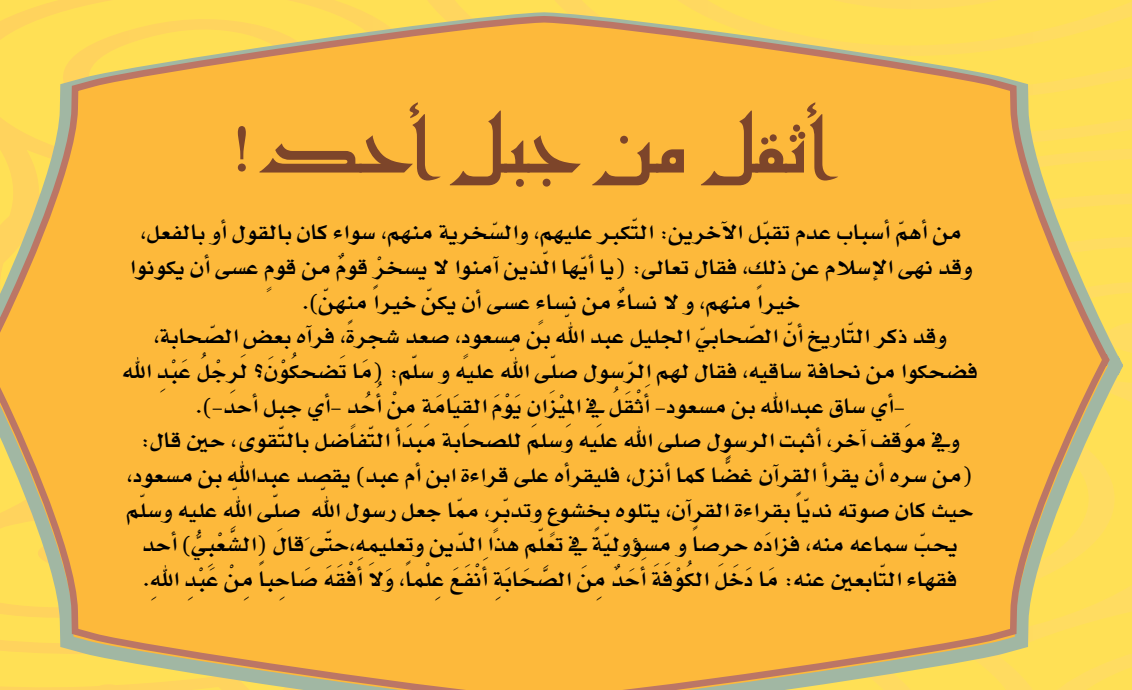 أثقل من جبل أحد !
من أهمّ أسباب عدم تقبّل الآخرين: التّكبر عليهم، والسّخرية منهم، سواء كان بالقول أو بالفعل،
وقد نهى الإسلام عن ذلك، فقال تعالى: (يا أيّها الّذين آمنوا لا يسخرْ قومٌ من قومٍ عسى أن يكونوا
خيراً منهم، و لا نساءٌ من نساء عسى أن يكنّ خيراً منهنّ).
وقد ذكر التّاريخ أنّ الصّحابيّ الجليل عبد الله بن مسعود، صعد شجرةً، فرآه بعض الصّحابة،
فضحكوا من نحافة ساقيه، فقال لهم الرّسول صلّى الله عليه و سلّم: (مَا تَضحكُوْنَ؟ لَرِجْلُ عَبْدِ الله
–أي ساق عبدالله بن مسعود– أَثْقَلُ فِي المِيْزَانِ يَوْمَ القيَامَةِ مِنْ أُحُد –أي جبل أحد–).
وفي موقف آخر، أثبت الرسول صلى الله عليه وسلم للصحابة مبدأ التّفاضل بالتّقوى، حين قال:
(من سره أن يقرأ القرآن غضًّا كما أنزل، فليقرأه على قراءة ابن أم عبد) يقصد عبدالله بن مسعود،
حيث كان صوته نديّاً بقراءة القرآن، يتلوه بخشوع وتدبّر، ممّا جعل رسول الله صلّى الله عليه وسلّم
يحبّ سماعه منه، فزادَه حرصاً و مسؤوليّةً في تعلّم هذا الدّين وتعليمه،حتّى قالَ (الشَّعْبِيُّ) أحد
فقهاء التّابعين عنه: مَا دَخَلَ الكُوْفَةَ أَحَدٌ مِنَ الصَّحَابَةِ أَنْفَعَ عِلْماً، وَلاَ أَفْقَهَ صَاحِباً مِنْ عَبْدِ اللهِ.